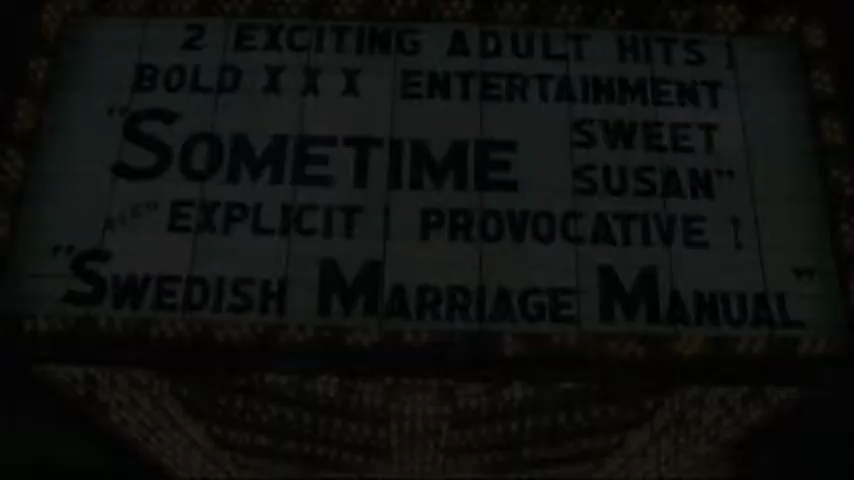 2 EXCITING ADULT HITS !
BOLD X X X ENTERTAINMENT
"SOMETIME SWEET SUSAN"
EXPLICIT ! PROVOCATIVE !
"SWEDISH MARRIAGE MANUAL"